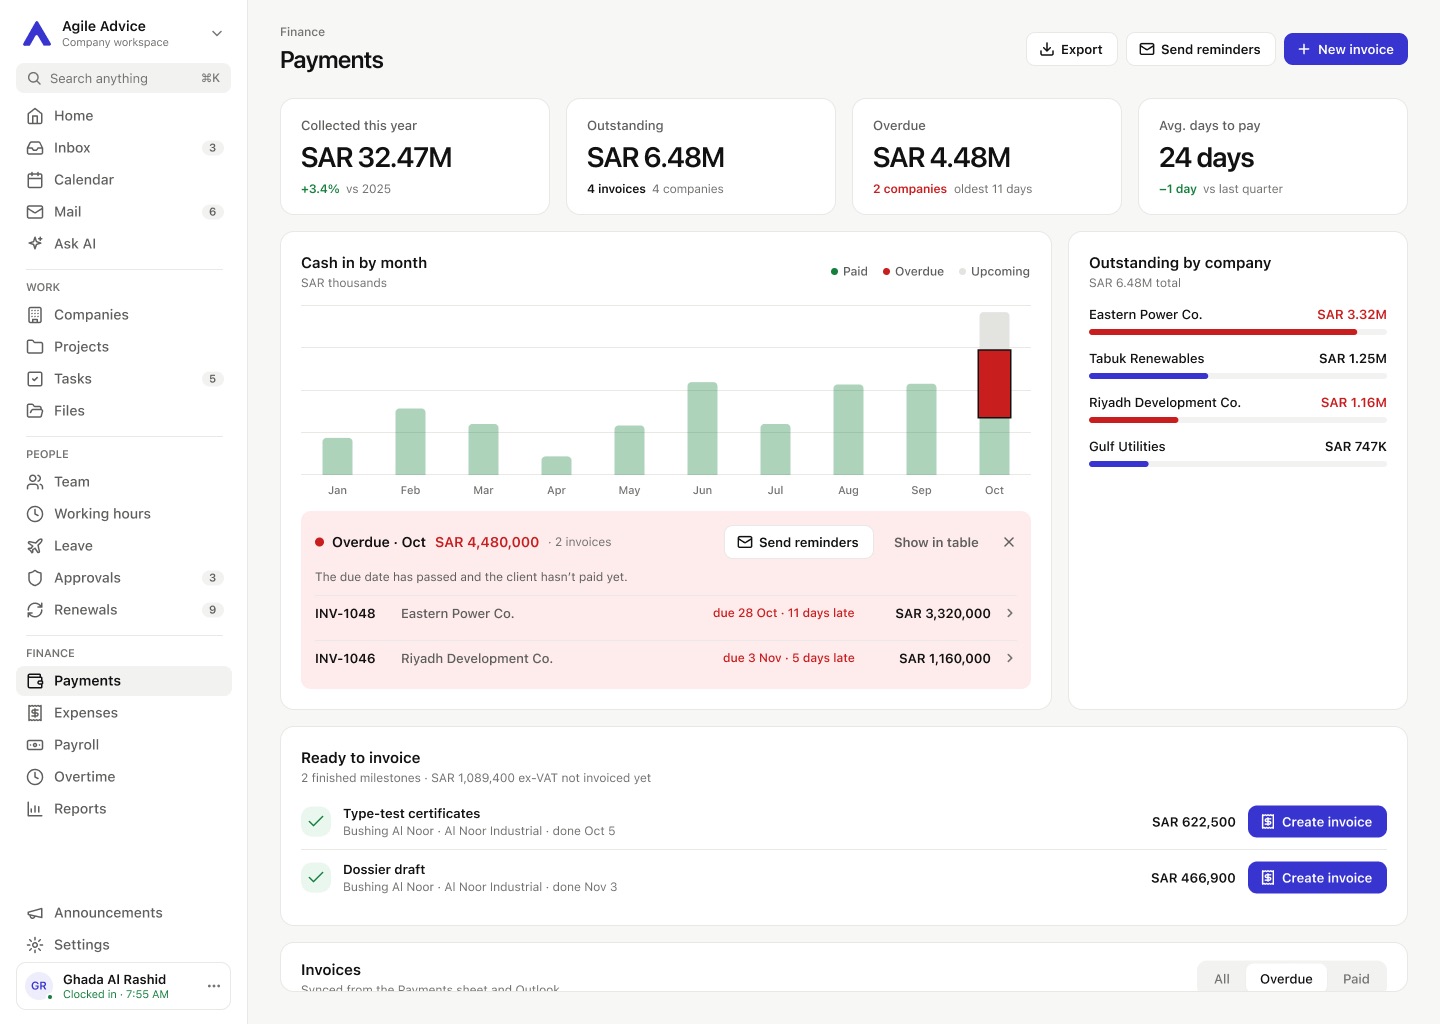 Agile Advice
Company workspace
Search anything ⌘K
Home
Inbox 3
Calendar
Mail 6
Ask AI
WORK
Companies
Projects
Tasks 5
Files
PEOPLE
Team
Working hours
Leave
Approvals 3
Renewals 9
FINANCE
Payments
Expenses
Payroll
Overtime
Reports
Announcements
Settings
GR
Ghada Al Rashid
Clocked in · 7:55 AM
Finance
Payments
Export
Send reminders
New invoice
Collected this year
SAR 32.47M
+3.4% vs 2025
Outstanding
SAR 6.48M
4 invoices 4 companies
Overdue
SAR 4.48M
2 companies oldest 11 days
Avg. days to pay
24 days
−1 day vs last quarter
Cash in by month
SAR thousands
Paid Overdue Upcoming
Jan Feb Mar Apr May Jun Jul Aug Sep Oct
Overdue · Oct SAR 4,480,000 · 2 invoices
Send reminders
Show in table
The due date has passed and the client hasn’t paid yet.
INV-1048 Eastern Power Co. due 28 Oct · 11 days late SAR 3,320,000
INV-1046 Riyadh Development Co. due 3 Nov · 5 days late SAR 1,160,000
Outstanding by company
SAR 6.48M total
Eastern Power Co. SAR 3.32M
Tabuk Renewables SAR 1.25M
Riyadh Development Co. SAR 1.16M
Gulf Utilities SAR 747K
Ready to invoice
2 finished milestones · SAR 1,089,400 ex-VAT not invoiced yet
Type-test certificates
Bushing Al Noor · Al Noor Industrial · done Oct 5
SAR 622,500 Create invoice
Dossier draft
Bushing Al Noor · Al Noor Industrial · done Nov 3
SAR 466,900 Create invoice
Invoices
Synced from the Payments sheet and Outlook
All Overdue Paid